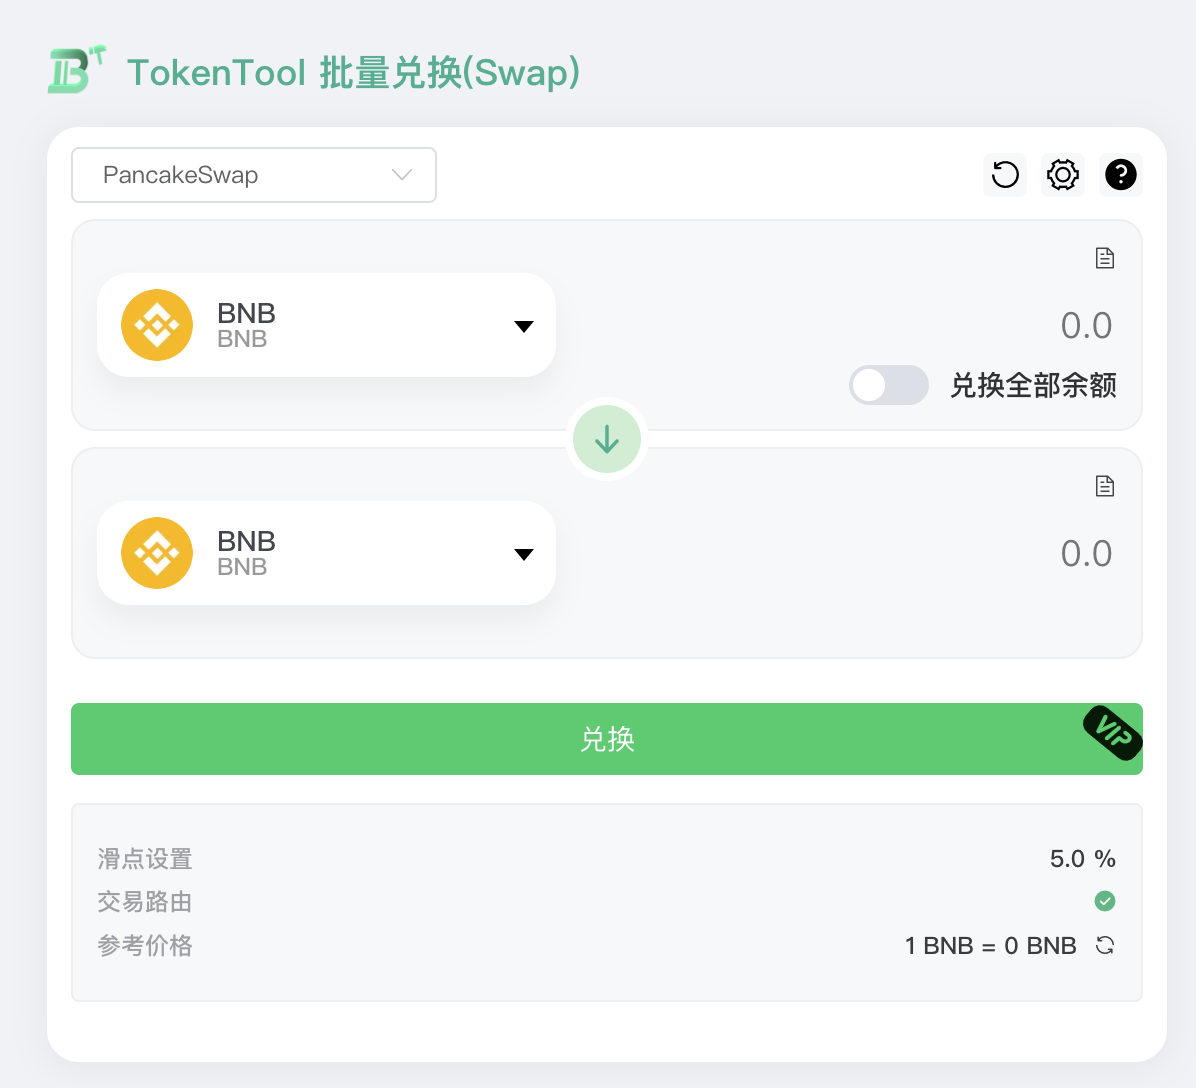 TokenTool 批量兑换(Swap)
PancakeSwap
BNB
BNB
0.0
兑换全部余额
BNB
BNB
0.0
兑换
VIP
滑点设置 5.0 %
交易路由
参考价格 1 BNB = 0 BNB